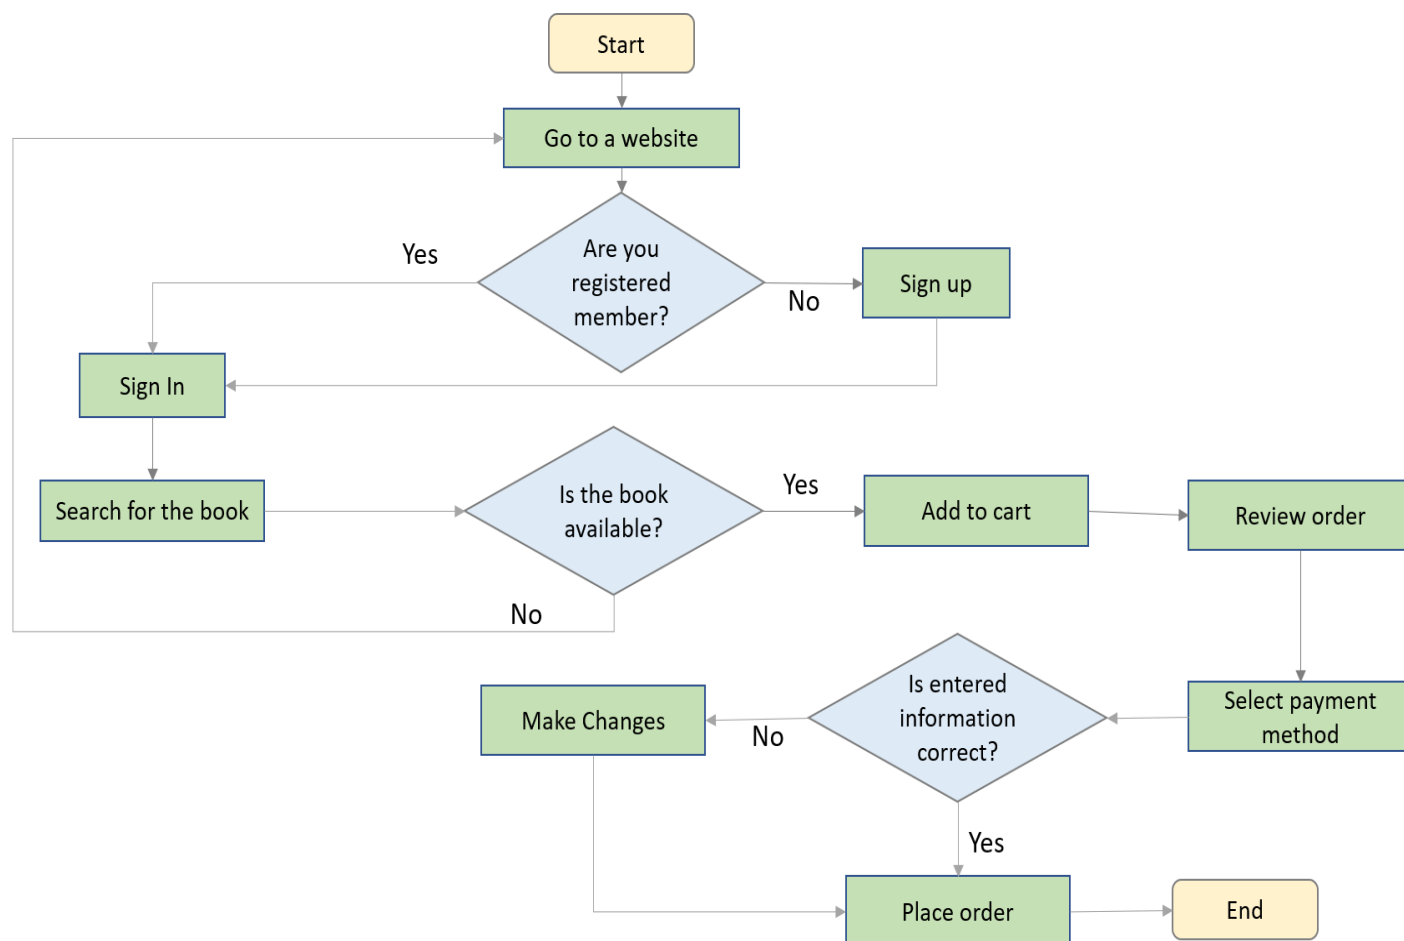 Start
Go to a website
Are you
registered
member?
Yes
No
Sign up
Sign In
Search for the book
Is the book
available?
Yes
Add to cart
Review order
No
Select payment
method
Is entered
information
correct?
No
Make Changes
Yes
Place order
End